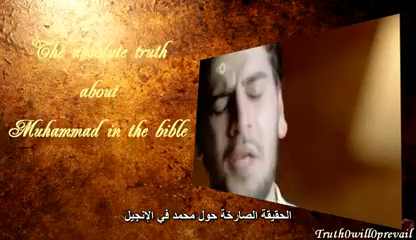 The absolute truth
about
Muhammad in the bible
الحقيقة الصارخة حول محمد في الإنجيل
Truth0will0prevail